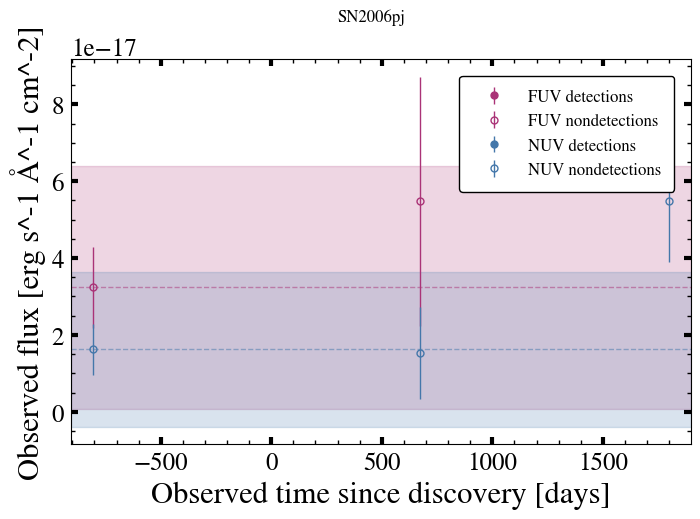 SN2006pj
1e−17
Observed flux [erg s^-1 Å^-1 cm^-2]
8
6
4
2
0
FUV detections
FUV nondetections
NUV detections
NUV nondetections
−500
0
500
1000
1500
Observed time since discovery [days]